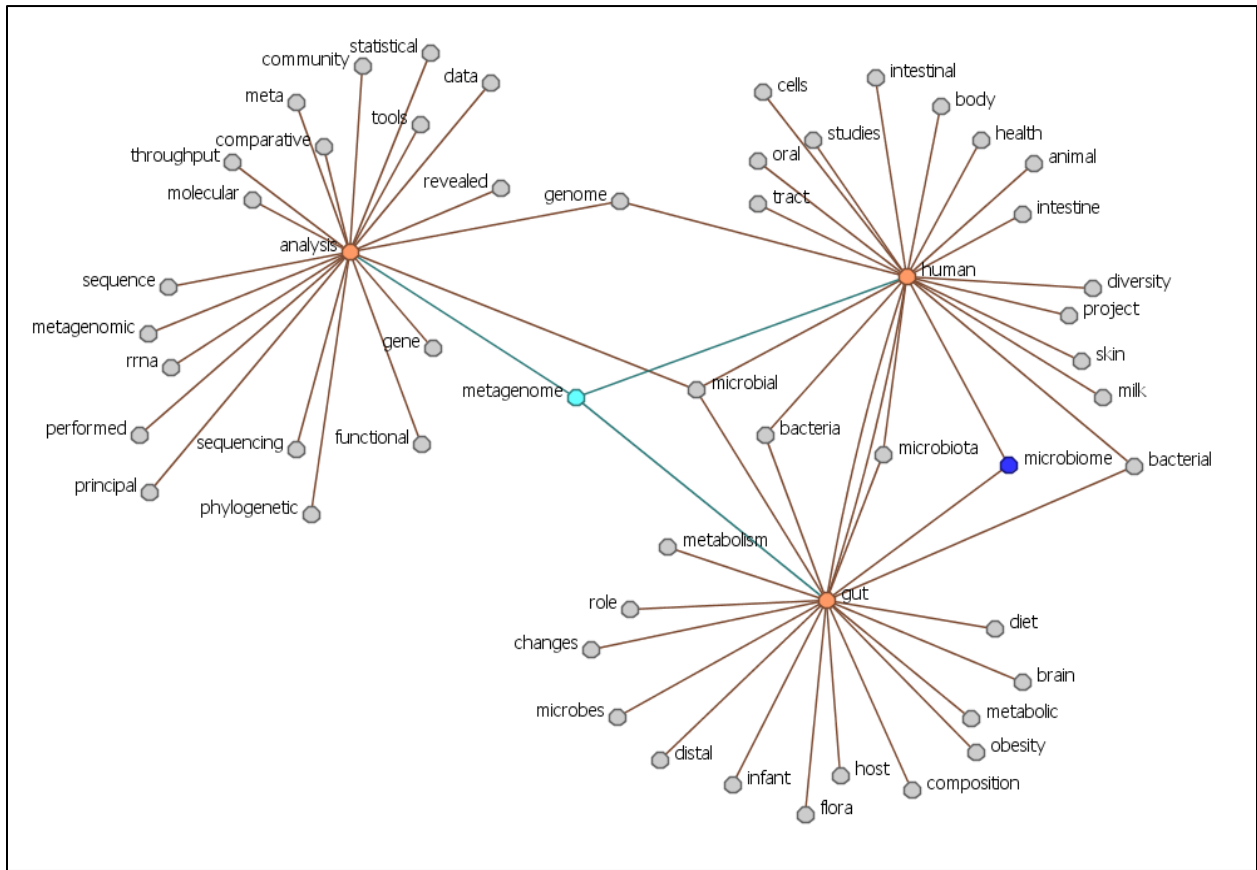 statistical
community
data
intestinal
cells
body
meta
tools
studies
health
comparative
throughput
oral
animal
molecular
revealed
genome
tract
intestine
analysis
human
sequence
diversity
project
metagenomic
gene
rrna
skin
metagenome
microbial
milk
performed
sequencing
functional
bacteria
microbiota
microbiome
bacterial
principal
phylogenetic
metabolism
role
gut
diet
changes
brain
microbes
metabolic
distal
obesity
infant
host
composition
flora